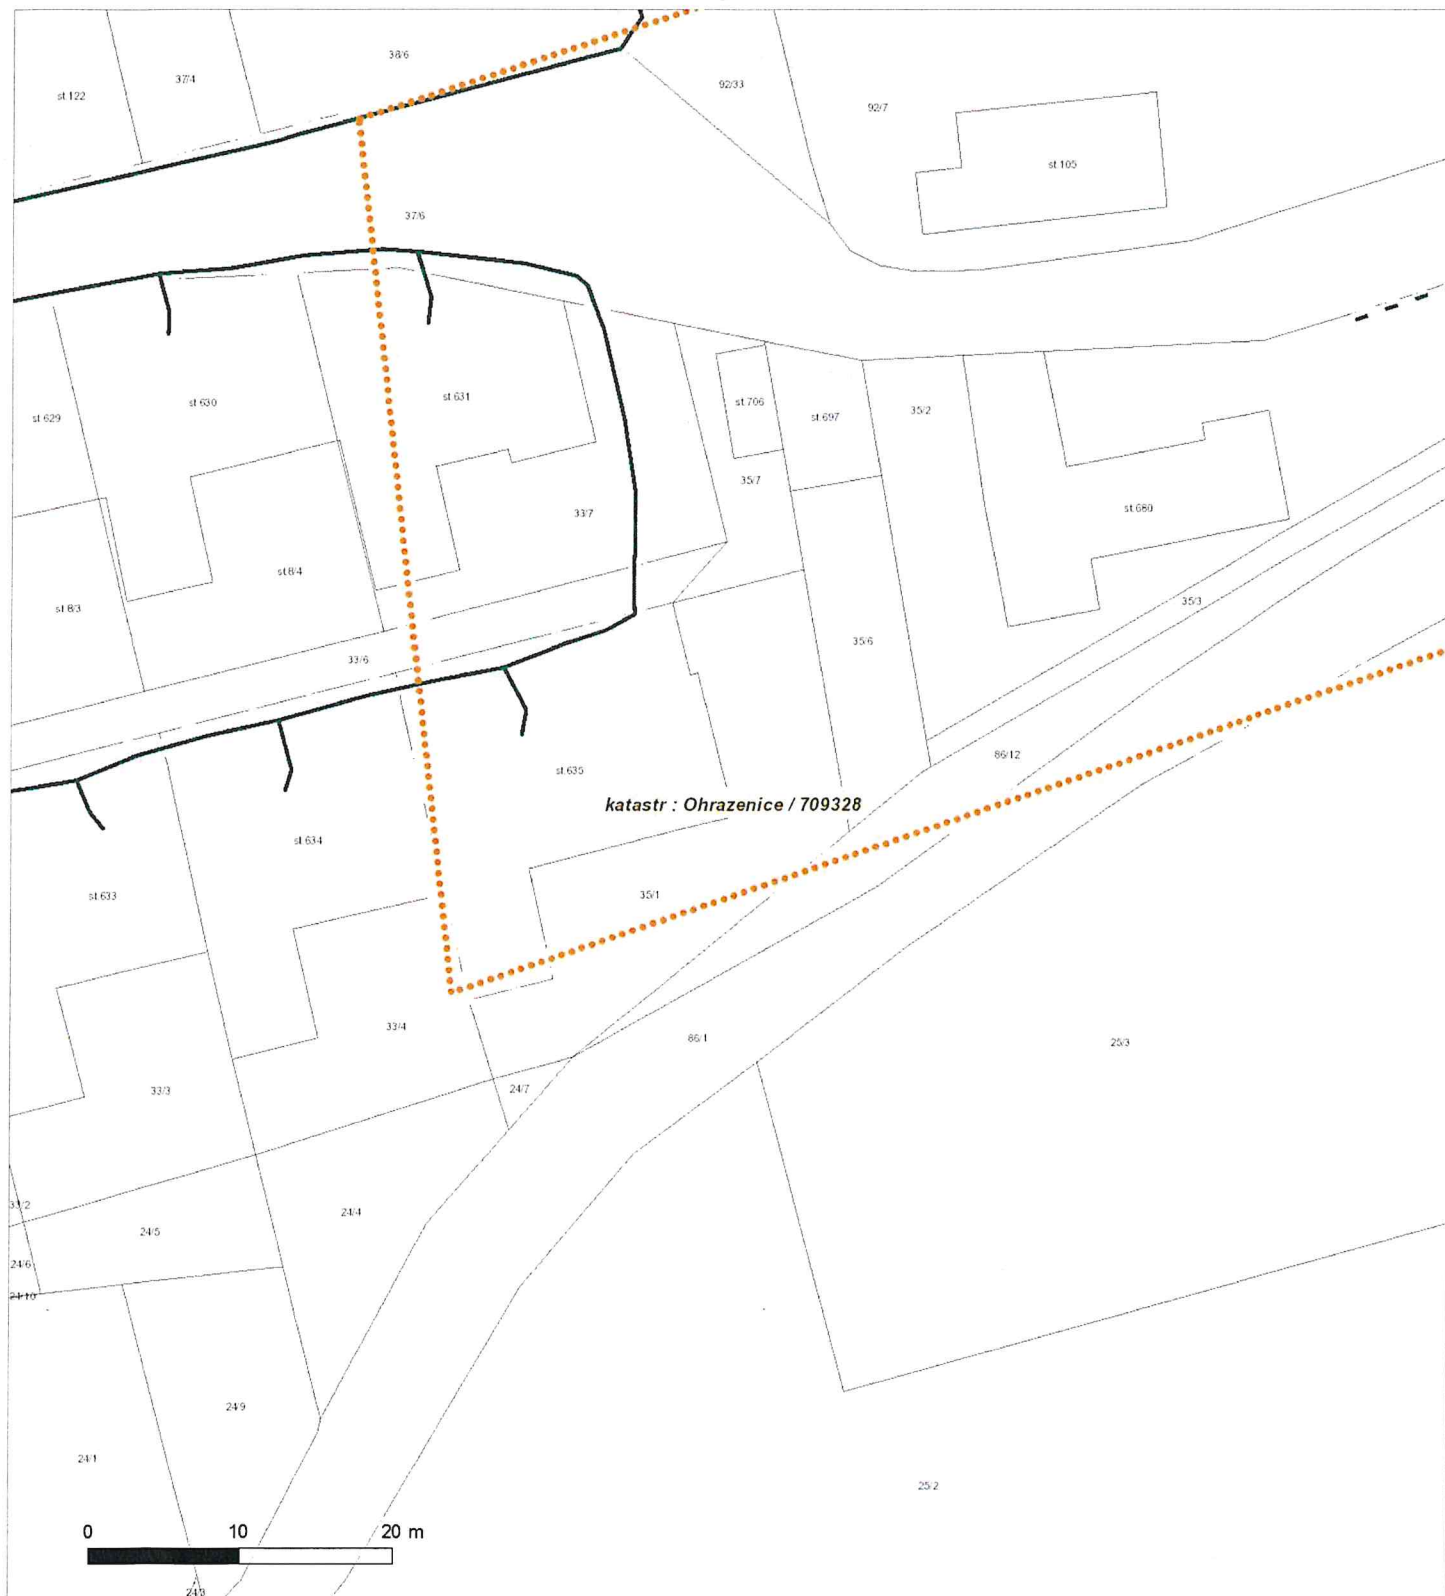 38/6
37/4
st.122
92/33
92/7
st.105
37/6
st.629
st.630
st.631
st.706
st.697
35/2
35/7
st.680
33/7
st.8/4
st.8/3
35/3
35/6
33/6
86/12
st.635
katastr : Ohrazenice / 709328
st.634
st.633
35/1
33/4
86/1
25/3
24/7
33/3
33/2
24/4
24/5
24/6
24/10
24/9
24/1
25/2
0 10 20 m
24/3